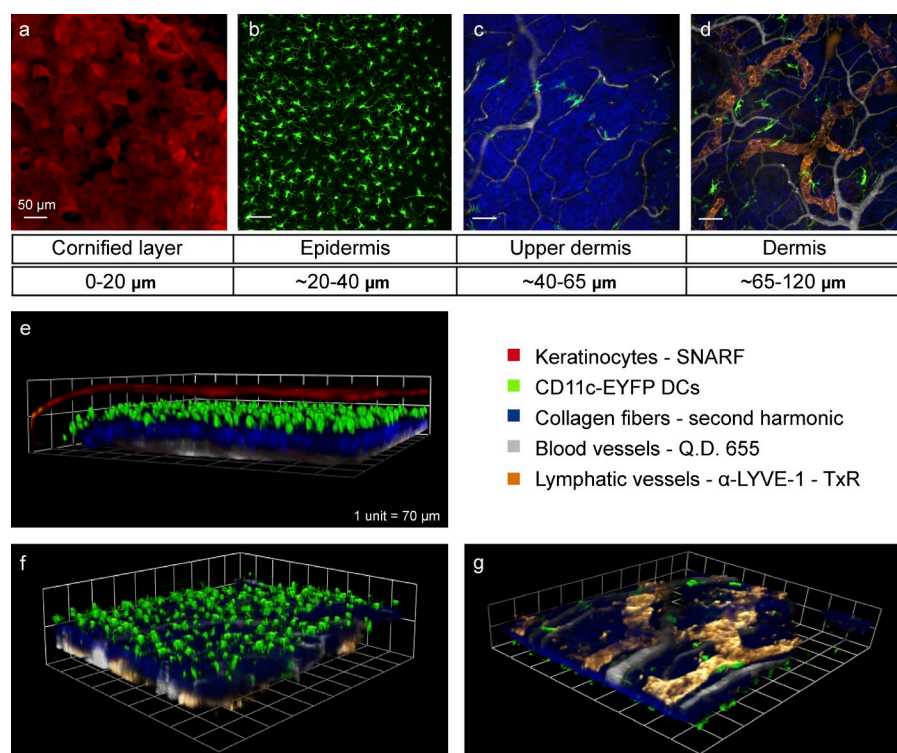 a
b
c
d
50 µm
Cornified layer
Epidermis
Upper dermis
Dermis
0-20 µm
~20-40 µm
~40-65 µm
~65-120 µm
e
1 unit = 70 µm
Keratinocytes - SNARF
CD11c-EYFP DCs
Collagen fibers - second harmonic
Blood vessels - Q.D. 655
Lymphatic vessels - α-LYVE-1 - TxR
f
g